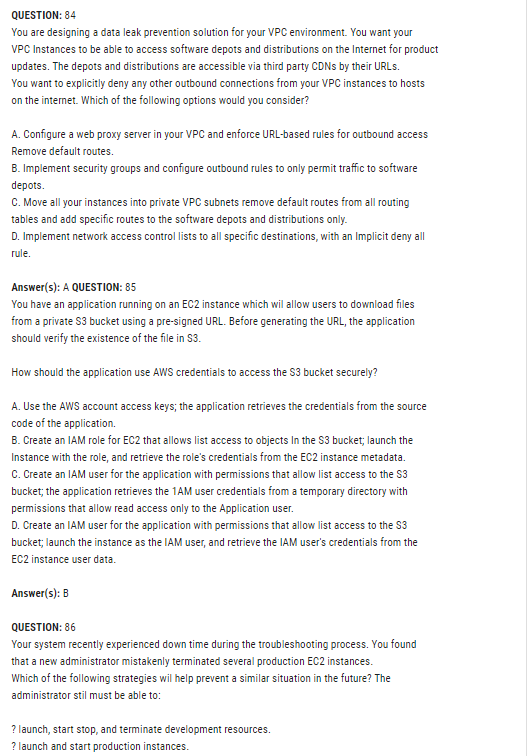 QUESTION: 84
You are designing a data leak prevention solution for your VPC environment. You want your
VPC Instances to be able to access software depots and distributions on the Internet for product
updates. The depots and distributions are accessible via third party CDNs by their URLs.
You want to explicitly deny any other outbound connections from your VPC instances to hosts
on the internet. Which of the following options would you consider?
A. Configure a web proxy server in your VPC and enforce URL-based rules for outbound access
Remove default routes.
B. Implement security groups and configure outbound rules to only permit traffic to software
depots.
C. Move all your instances into private VPC subnets remove default routes from all routing
tables and add specific routes to the software depots and distributions only.
D. Implement network access control lists to all specific destinations, with an Implicit deny all
rule.
Answer(s): A QUESTION: 85
You have an application running on an EC2 instance which wil allow users to download files
from a private S3 bucket using a pre-signed URL. Before generating the URL, the application
should verify the existence of the file in S3.
How should the application use AWS credentials to access the S3 bucket securely?
A. Use the AWS account access keys; the application retrieves the credentials from the source
code of the application.
B. Create an IAM role for EC2 that allows list access to objects In the S3 bucket; launch the
Instance with the role, and retrieve the role's credentials from the EC2 instance metadata.
C. Create an IAM user for the application with permissions that allow list access to the S3
bucket; the application retrieves the 1AM user credentials from a temporary directory with
permissions that allow read access only to the Application user.
D. Create an IAM user for the application with permissions that allow list access to the S3
bucket; launch the instance as the IAM user, and retrieve the IAM user's credentials from the
EC2 instance user data.
Answer(s): B
QUESTION: 86
Your system recently experienced down time during the troubleshooting process. You found
that a new administrator mistakenly terminated several production EC2 instances.
Which of the following strategies wil help prevent a similar situation in the future? The
administrator stil must be able to:
? launch, start stop, and terminate development resources.
? launch and start production instances.